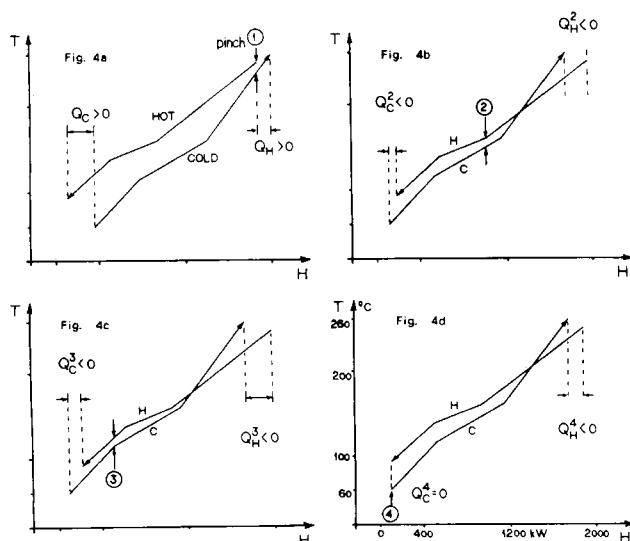 T
Fig. 4a
pinch
1
Q_C>0
HOT
COLD
Q_H>0
H
T
Fig. 4b
Q_H^2<0
Q_C^2<0
2
H
C
H
T
Fig. 4c
Q_C^3<0
H
C
Q_H^3<0
3
H
T
°C
Fig. 4d
260
200
H
C
Q_H^4<0
100
60
Q_C^4=0
4
0
400
1200 kW
2000
H